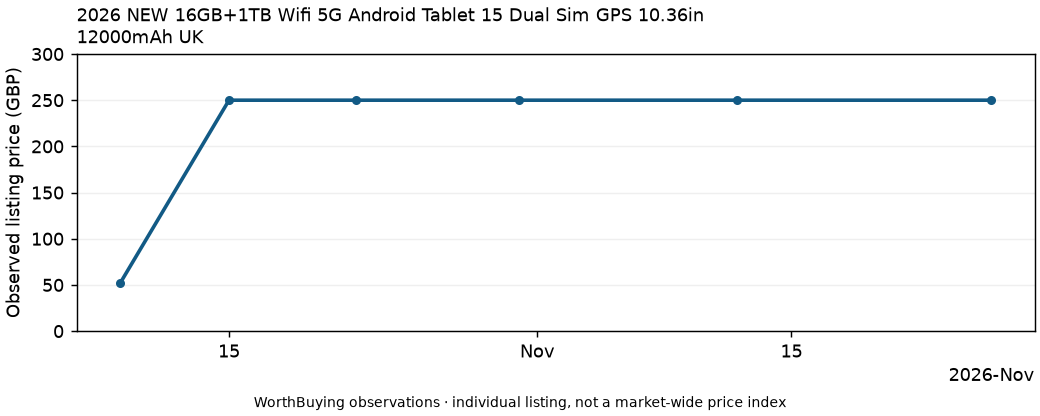 2026 NEW 16GB+1TB Wifi 5G Android Tablet 15 Dual Sim GPS 10.36in
12000mAh UK
Observed listing price (GBP)
300
250
200
150
100
50
0
15
Nov
15
2026-Nov
WorthBuying observations · individual listing, not a market-wide price index